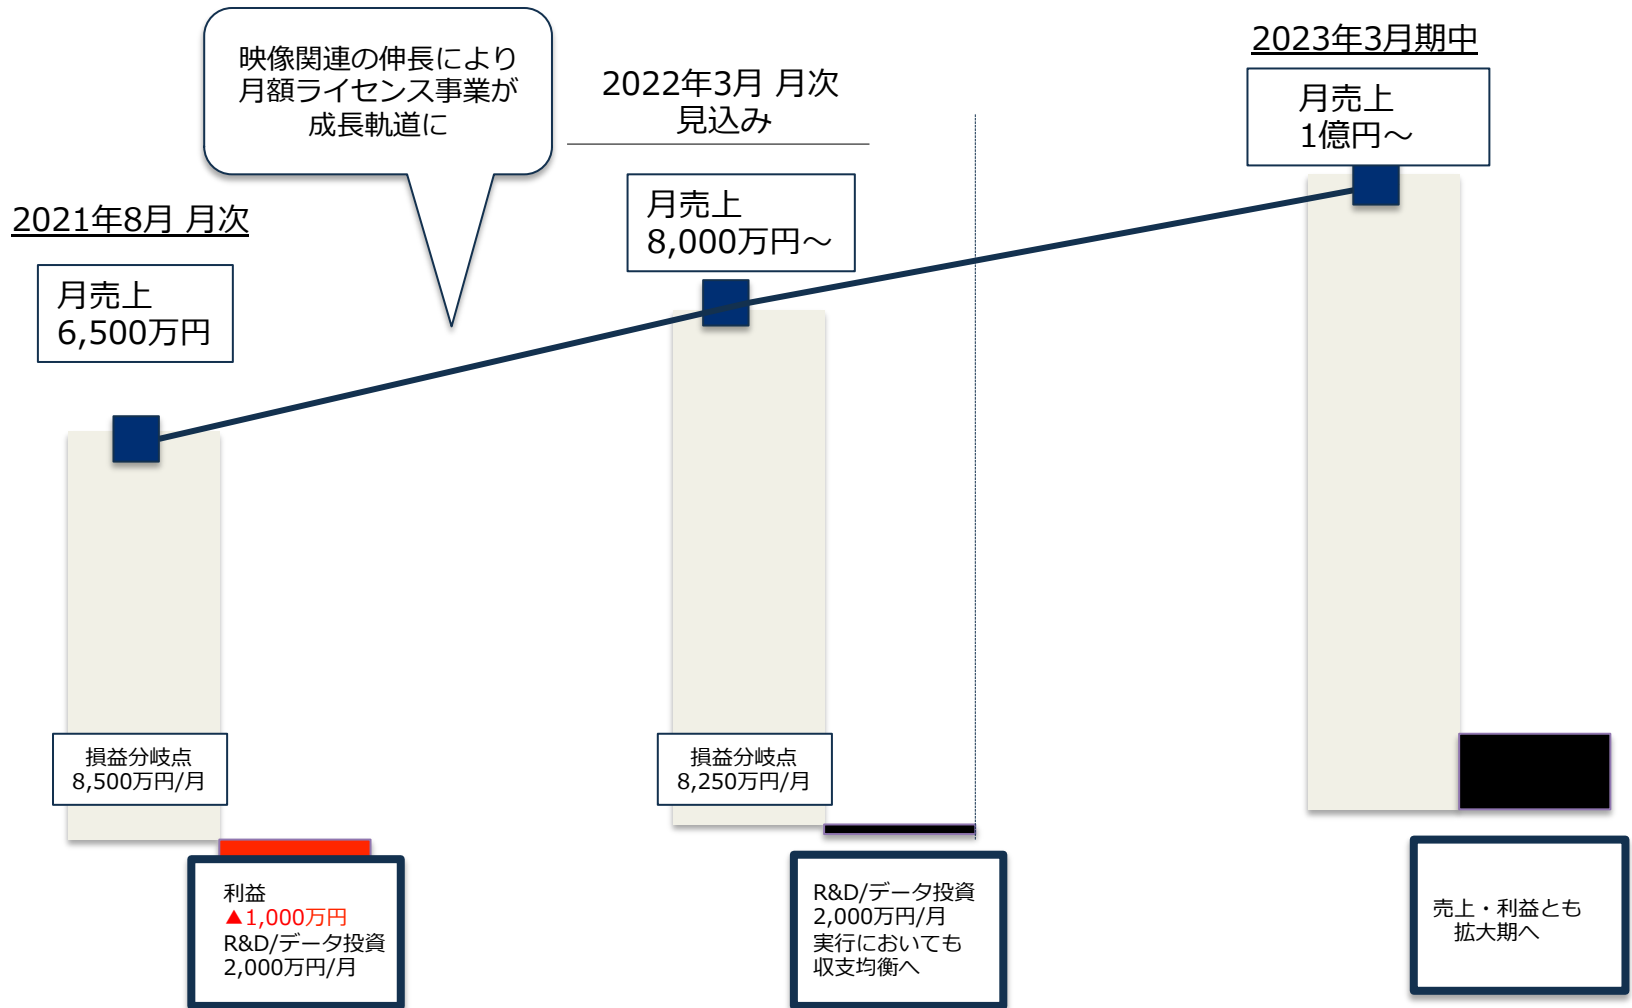 映像関連の伸長により
月額ライセンス事業が
成長軌道に
2021年8月 月次
月売上
6,500万円
2022年3月 月次
見込み
月売上
8,000万円～
2023年3月期中
月売上
1億円～
損益分岐点
8,500万円/月
損益分岐点
8,250万円/月
利益
▲1,000万円
R&D/データ投資
2,000万円/月
R&D/データ投資
2,000万円/月
実行においても
収支均衡へ
売上・利益とも
拡大期へ